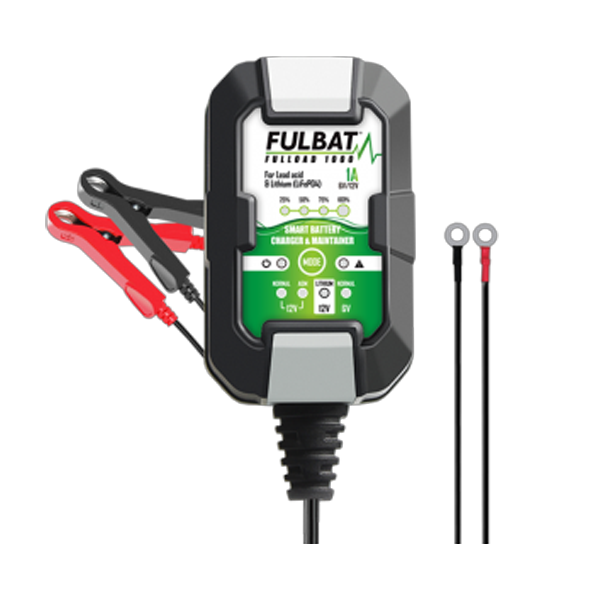 FULBAT
FULLOAD 1000
For Lead acid
& Lithium (LiFePO4)
1A
6V/12V
25% 50% 75% 100%
SMART BATTERY
CHARGER & MAINTAINER
MODE
NORMAL AGM LITHIUM NORMAL
12V 12V 6V